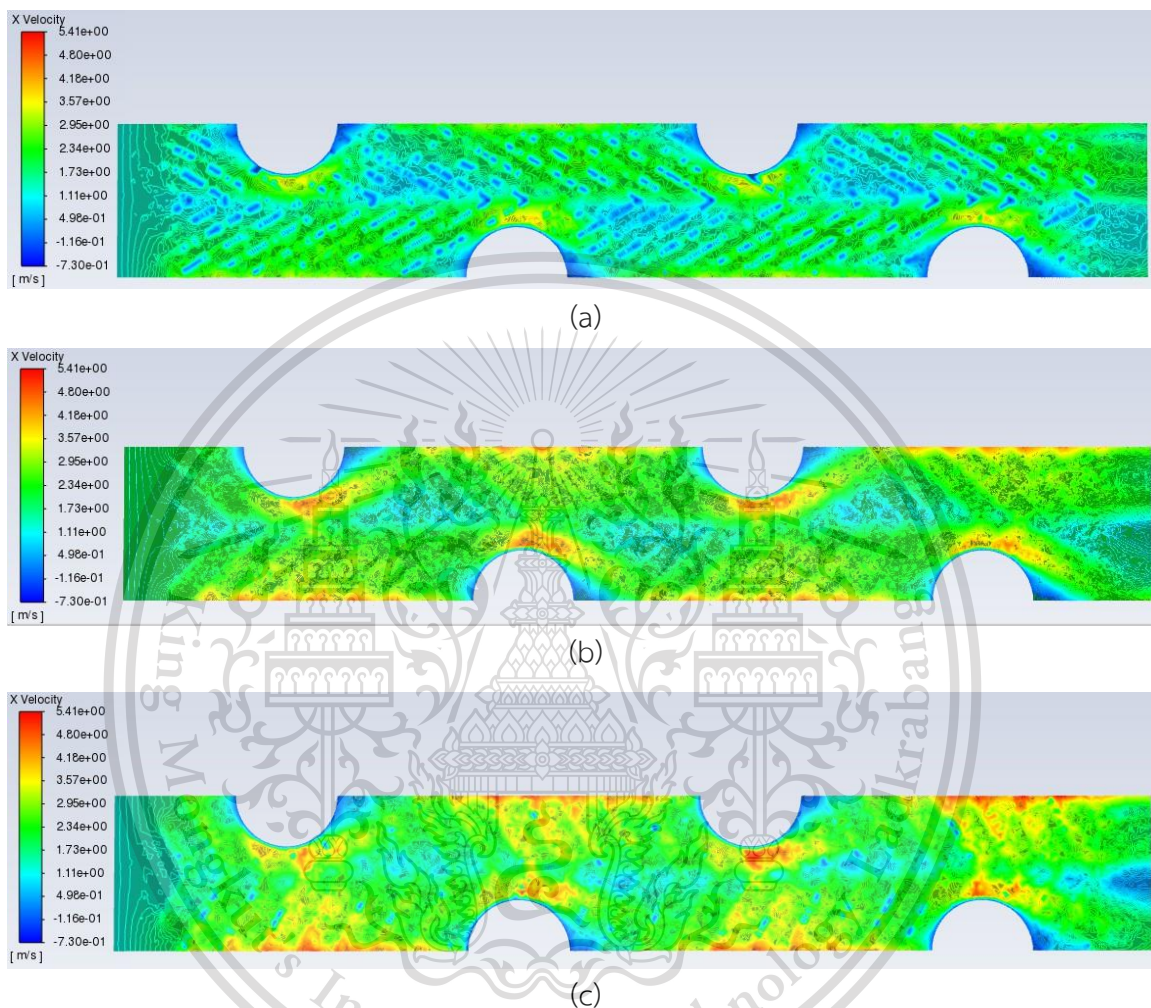 X Velocity
5.41e+00
4.80e+00
4.18e+00
3.57e+00
2.95e+00
2.34e+00
1.73e+00
1.11e+00
4.98e-01
-1.16e-01
-7.30e-01
[ m/s ]
(a)
X Velocity
5.41e+00
4.80e+00
4.18e+00
3.57e+00
2.95e+00
2.34e+00
1.73e+00
1.11e+00
4.98e-01
-1.16e-01
-7.30e-01
[ m/s ]
(b)
X Velocity
5.41e+00
4.80e+00
4.18e+00
3.57e+00
2.95e+00
2.34e+00
1.73e+00
1.11e+00
4.98e-01
-1.16e-01
-7.30e-01
[ m/s ]
(c)
King Mongkut's In nology Ladkrabang